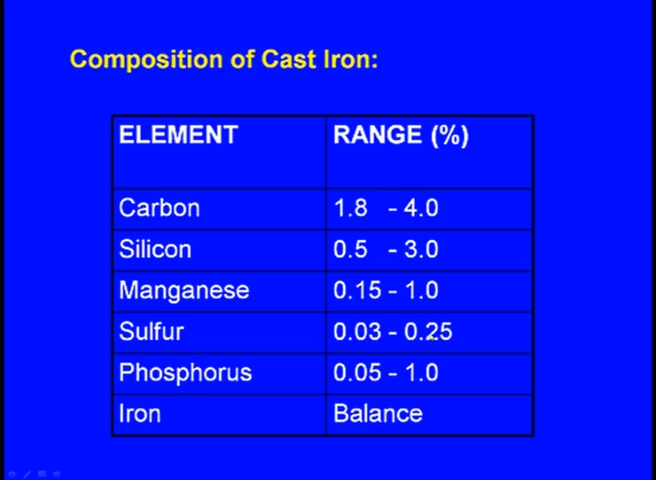 Composition of Cast Iron:
ELEMENT RANGE (%)
Carbon 1.8 - 4.0
Silicon 0.5 - 3.0
Manganese 0.15 - 1.0
Sulfur 0.03 - 0.25
Phosphorus 0.05 - 1.0
Iron Balance